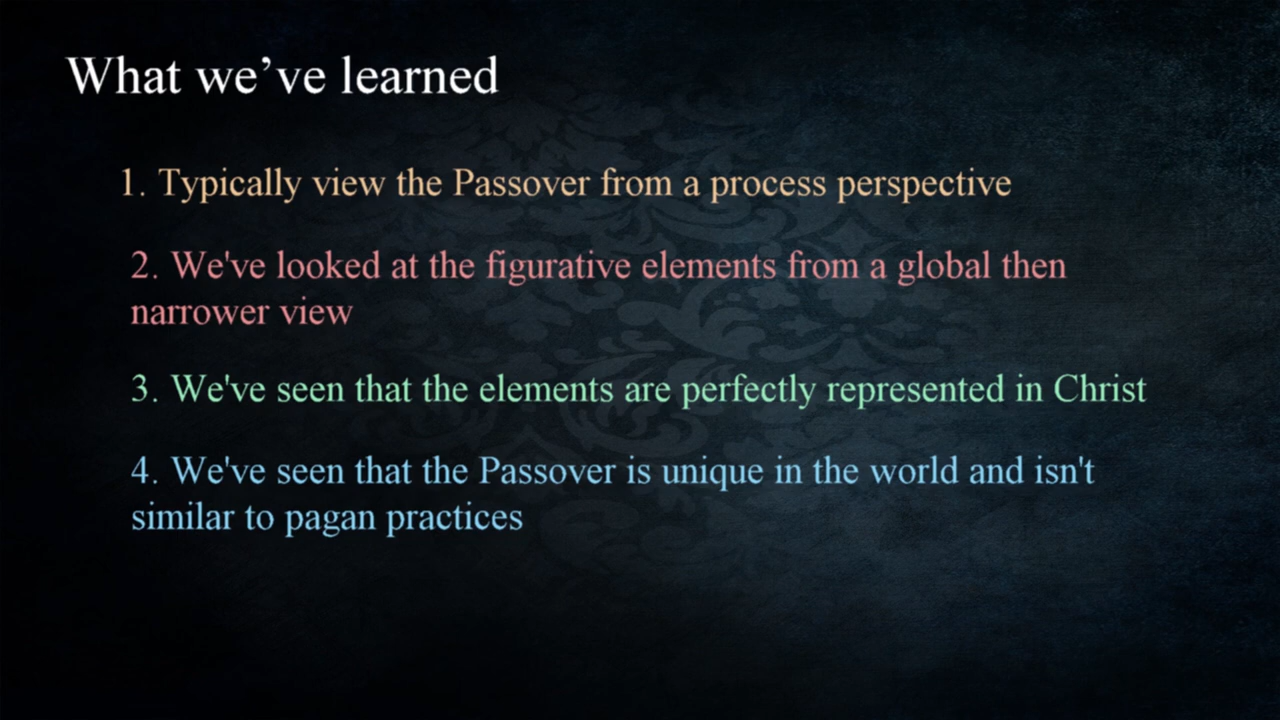 What we’ve learned
1. Typically view the Passover from a process perspective
2. We've looked at the figurative elements from a global then
narrower view
3. We've seen that the elements are perfectly represented in Christ
4. We've seen that the Passover is unique in the world and isn't
similar to pagan practices